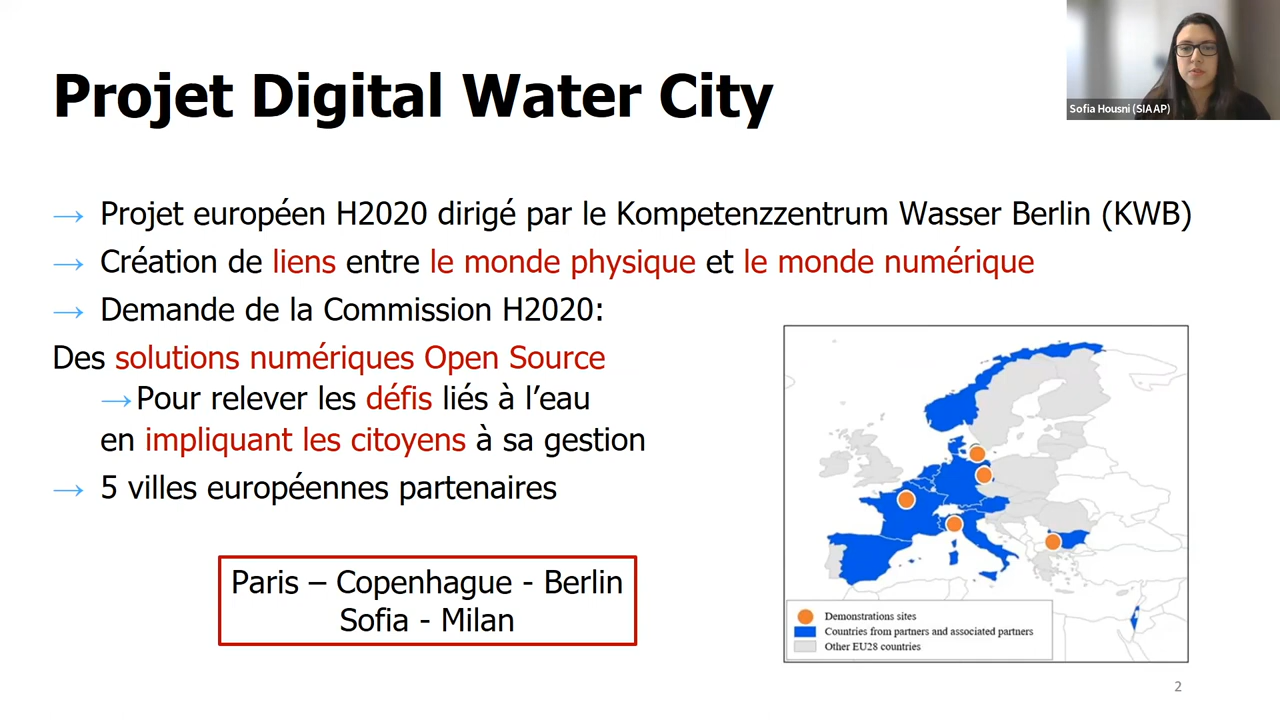 Projet Digital Water City
Sofia Housni (SIAAP)
→ Projet européen H2020 dirigé par le Kompetenzzentrum Wasser Berlin (KWB)
→ Création de liens entre le monde physique et le monde numérique
→ Demande de la Commission H2020:
Des solutions numériques Open Source
→Pour relever les défis liés à l’eau
en impliquant les citoyens à sa gestion
→ 5 villes européennes partenaires
Paris – Copenhague - Berlin
Sofia - Milan
Demonstrations sites
Countries from partners and associated partners
Other EU28 countries
2